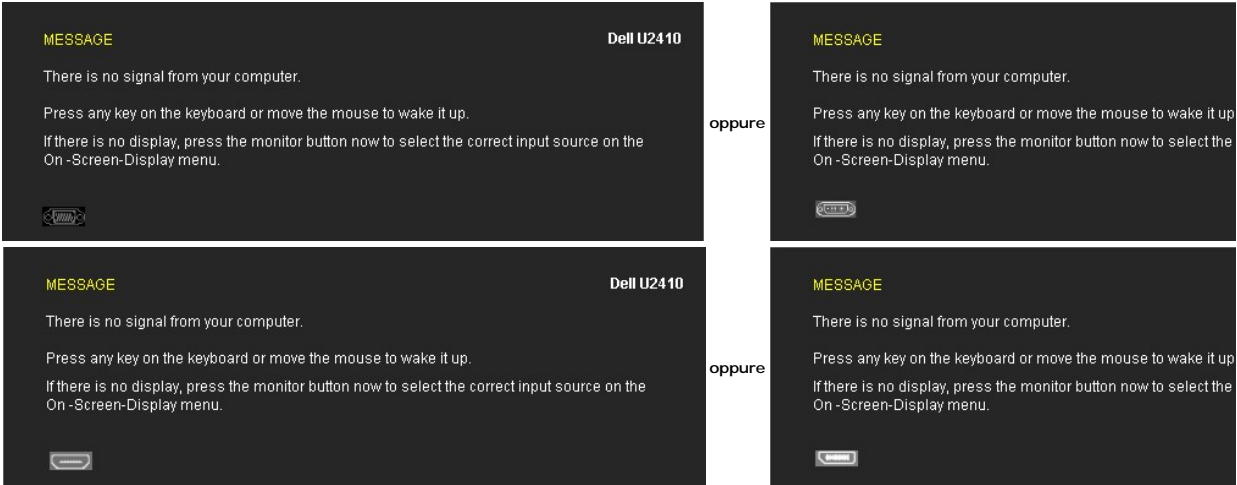 MESSAGE Dell U2410
There is no signal from your computer.
Press any key on the keyboard or move the mouse to wake it up.
If there is no display, press the monitor button now to select the correct input source on the
On -Screen-Display menu.
oppure
MESSAGE
There is no signal from your computer.
Press any key on the keyboard or move the mouse to wake it up
If there is no display, press the monitor button now to select the
On -Screen-Display menu.
MESSAGE Dell U2410
There is no signal from your computer.
Press any key on the keyboard or move the mouse to wake it up.
If there is no display, press the monitor button now to select the correct input source on the
On -Screen-Display menu.
oppure
MESSAGE
There is no signal from your computer.
Press any key on the keyboard or move the mouse to wake it up
If there is no display, press the monitor button now to select the
On -Screen-Display menu.